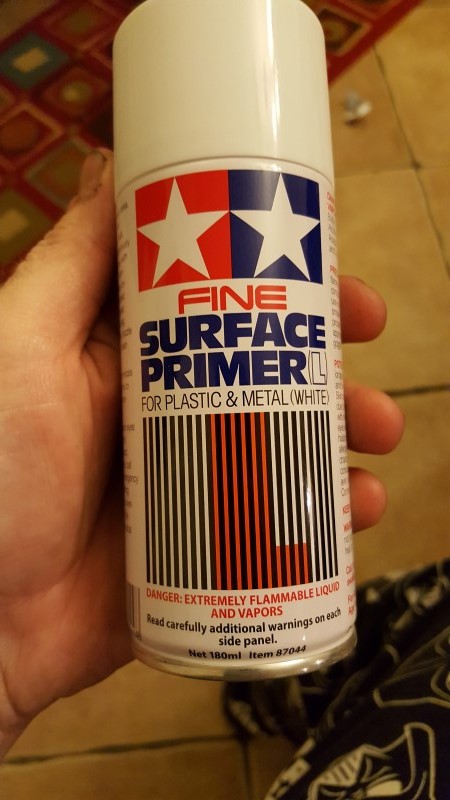 FINE
SURFACE
PRIMER(L)
FOR PLASTIC & METAL (WHITE)
DANGER: EXTREMELY FLAMMABLE LIQUID
AND VAPORS
Read carefully additional warnings on each
side panel.
Net 180ml Item 87044